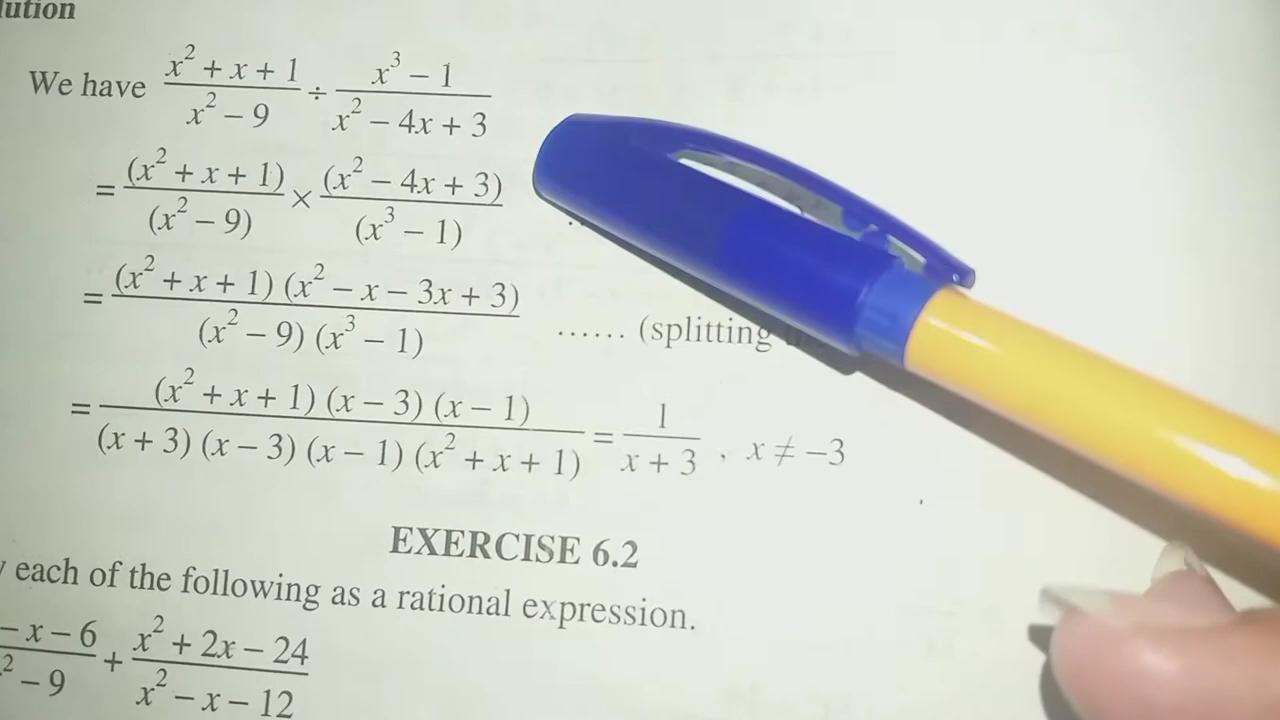 lution
We have (x² + x + 1)/(x² − 9) ÷ (x³ − 1)/(x² − 4x + 3)
= (x² + x + 1)/(x² − 9) × (x² − 4x + 3)/(x³ − 1)
= (x² + x + 1) (x² − x − 3x + 3)/(x² − 9) (x³ − 1) ...... (splitting
= (x² + x + 1) (x − 3) (x − 1)/(x + 3) (x − 3) (x − 1) (x² + x + 1) = 1/(x + 3) , x ≠ −3
EXERCISE 6.2
each of the following as a rational expression.
− x − 6/² − 9 + (x² + 2x − 24)/(x² − x − 12)